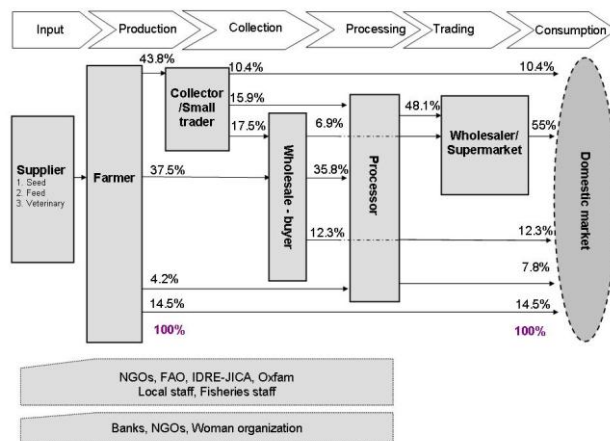 Input
Production
Collection
Processing
Trading
Consumption
43.8%
10.4%
10.4%
Collector
/Small
trader
15.9%
48.1%
17.5%
6.9%
Wholesaler/
Supermarket
55%
Supplier
1. Seed
2. Feed
3. Veterinary
Farmer
37.5%
Wholesale - buyer
35.8%
Processor
Domestic market
12.3%
12.3%
7.8%
4.2%
14.5%
14.5%
100%
100%
NGOs, FAO, IDRE-JICA, Oxfam
Local staff, Fisheries staff
Banks, NGOs, Woman organization